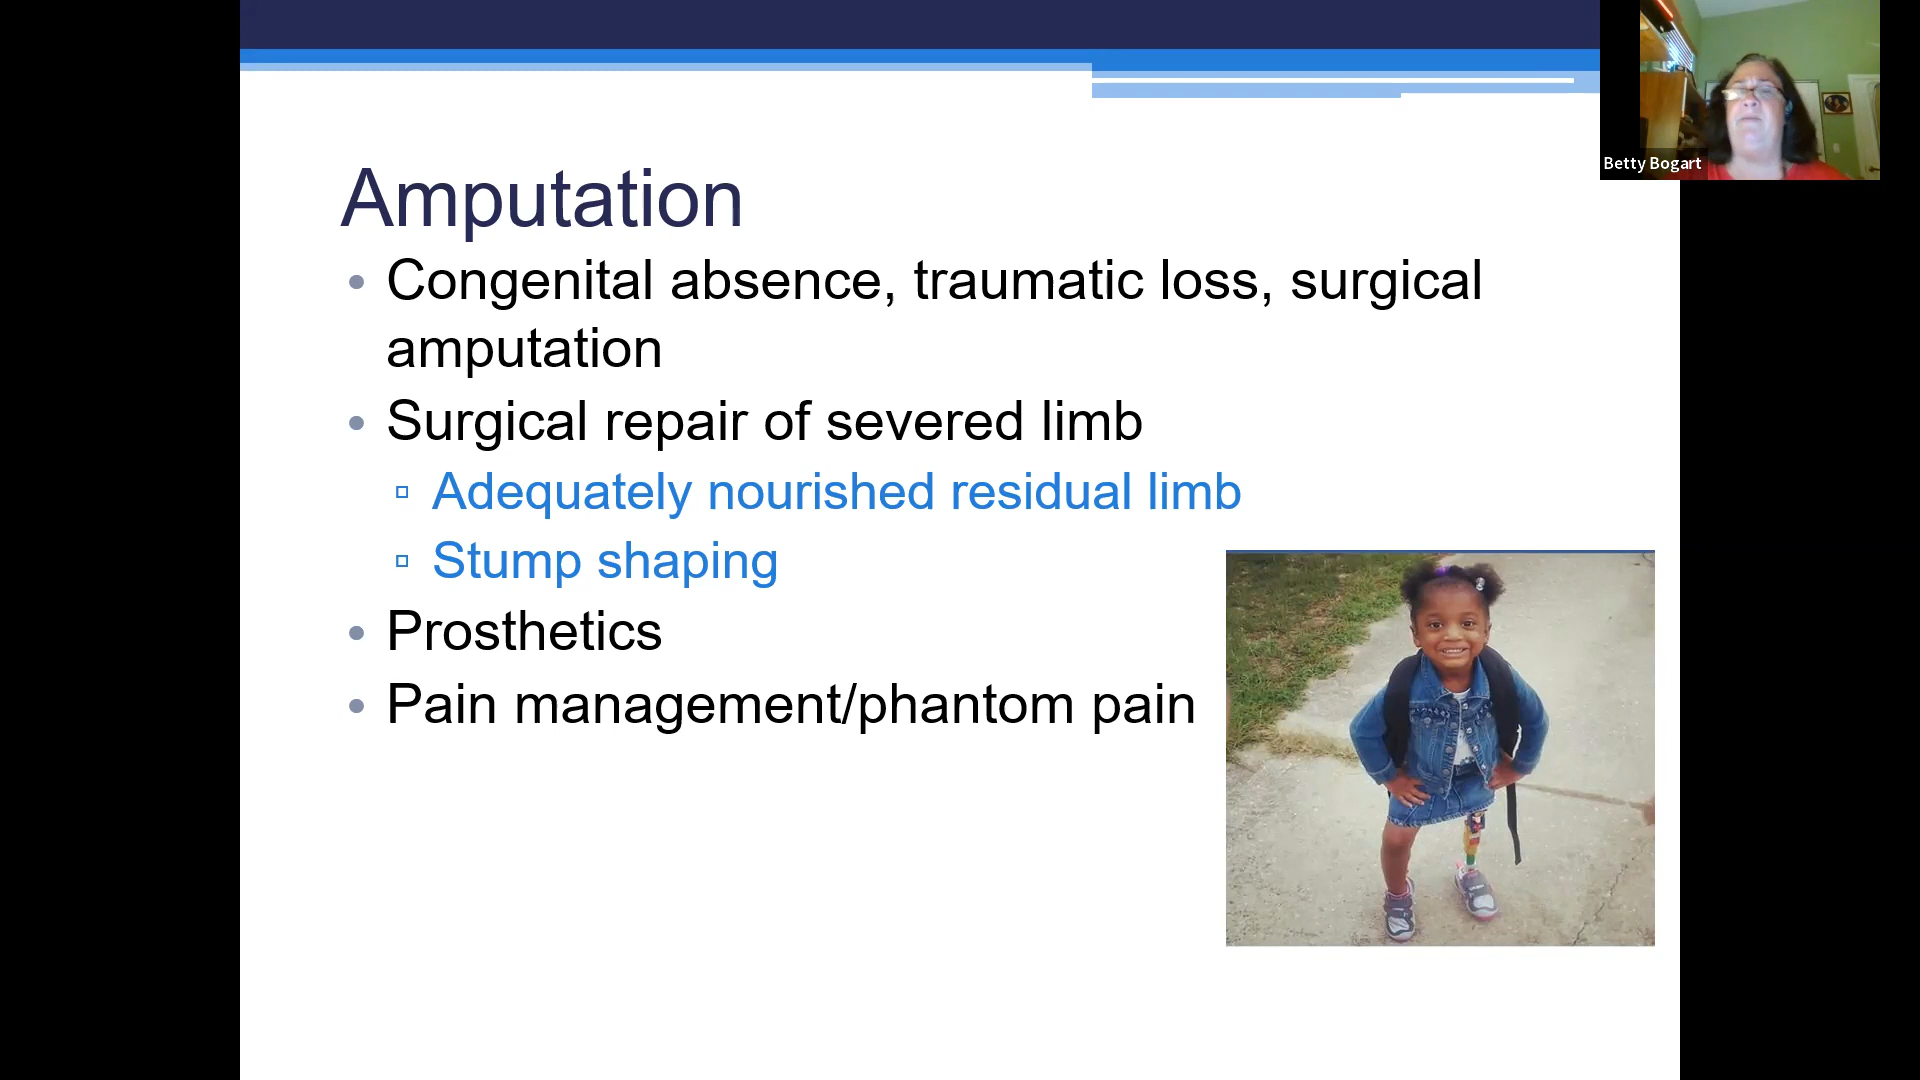 Betty Bogart
Amputation
• Congenital absence, traumatic loss, surgical
amputation
• Surgical repair of severed limb
▫ Adequately nourished residual limb
▫ Stump shaping
• Prosthetics
• Pain management/phantom pain